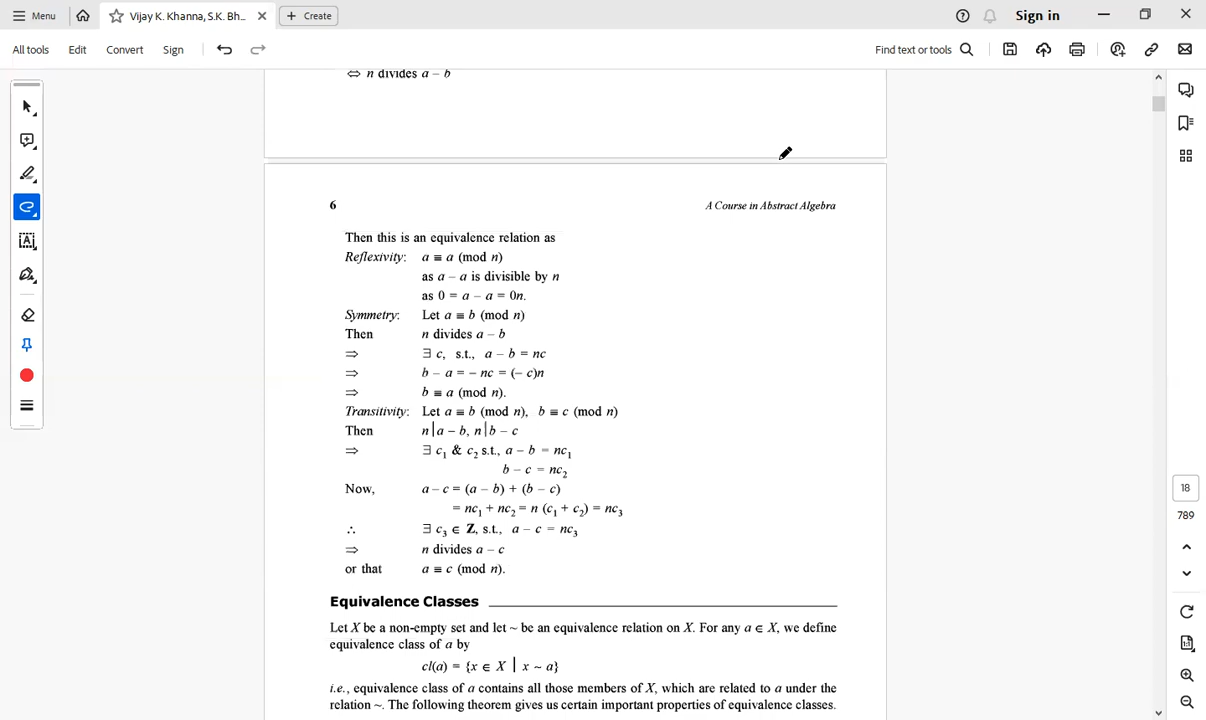 Menu
Vijay K. Khanna, S.K. Bh...
Create
Sign in
All tools Edit Convert Sign
Find text or tools
⇔ n divides a – b
6 A Course in Abstract Algebra
Then this is an equivalence relation as
Reflexivity: a ≡ a (mod n)
as a – a is divisible by n
as 0 = a – a = 0n.
Symmetry: Let a ≡ b (mod n)
Then n divides a – b
⇒ ∃ c, s.t., a – b = nc
⇒ b – a = – nc = (– c)n
⇒ b ≡ a (mod n).
Transitivity: Let a ≡ b (mod n), b ≡ c (mod n)
Then n | a – b, n | b – c
⇒ ∃ c₁ & c₂ s.t., a – b = nc₁
b – c = nc₂
Now, a – c = (a – b) + (b – c)
= nc₁ + nc₂ = n (c₁ + c₂) = nc₃
∴ ∃ c₃ ∈ Z, s.t., a – c = nc₃
⇒ n divides a – c
or that a ≡ c (mod n).
Equivalence Classes
Let X be a non-empty set and let ~ be an equivalence relation on X. For any a ∈ X, we define
equivalence class of a by
cl(a) = {x ∈ X | x ~ a}
i.e., equivalence class of a contains all those members of X, which are related to a under the
relation ~. The following theorem gives us certain important properties of equivalence classes.
18
789